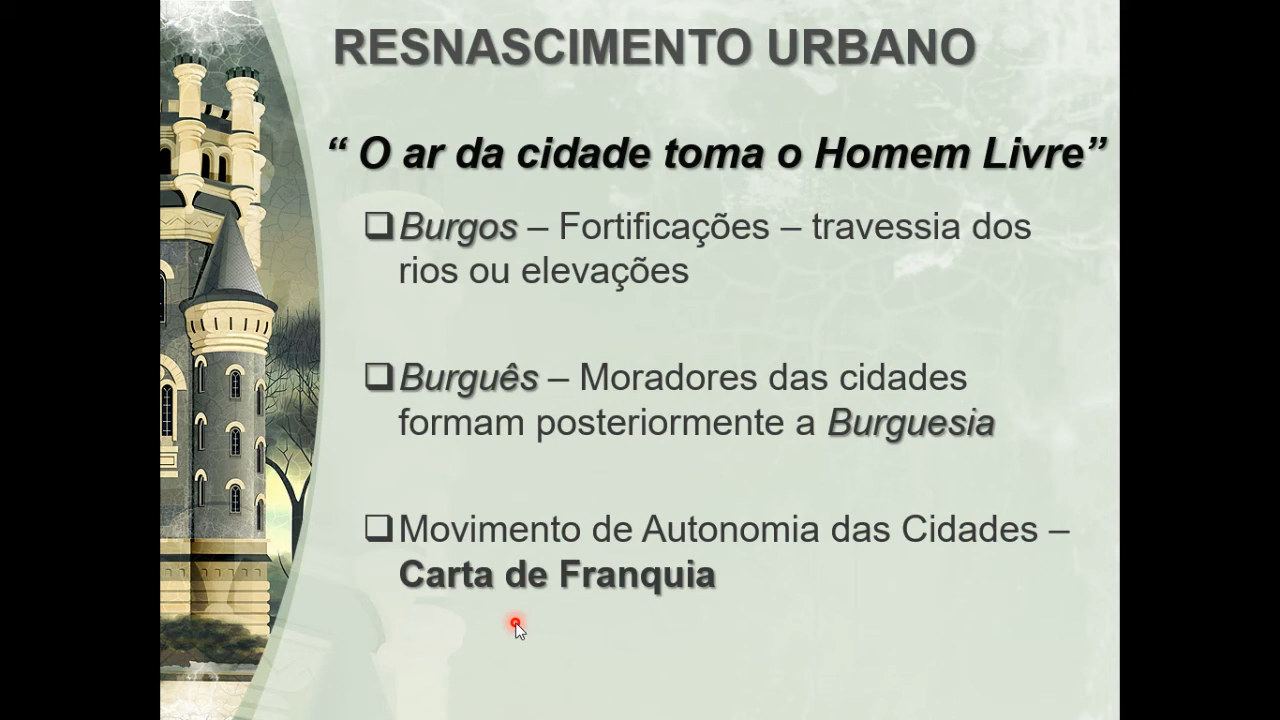 RESNASCIMENTO URBANO
“ O ar da cidade toma o Homem Livre”
Burgos – Fortificações – travessia dos
rios ou elevações
Burguês – Moradores das cidades
formam posteriormente a Burguesia
Movimento de Autonomia das Cidades –
Carta de Franquia